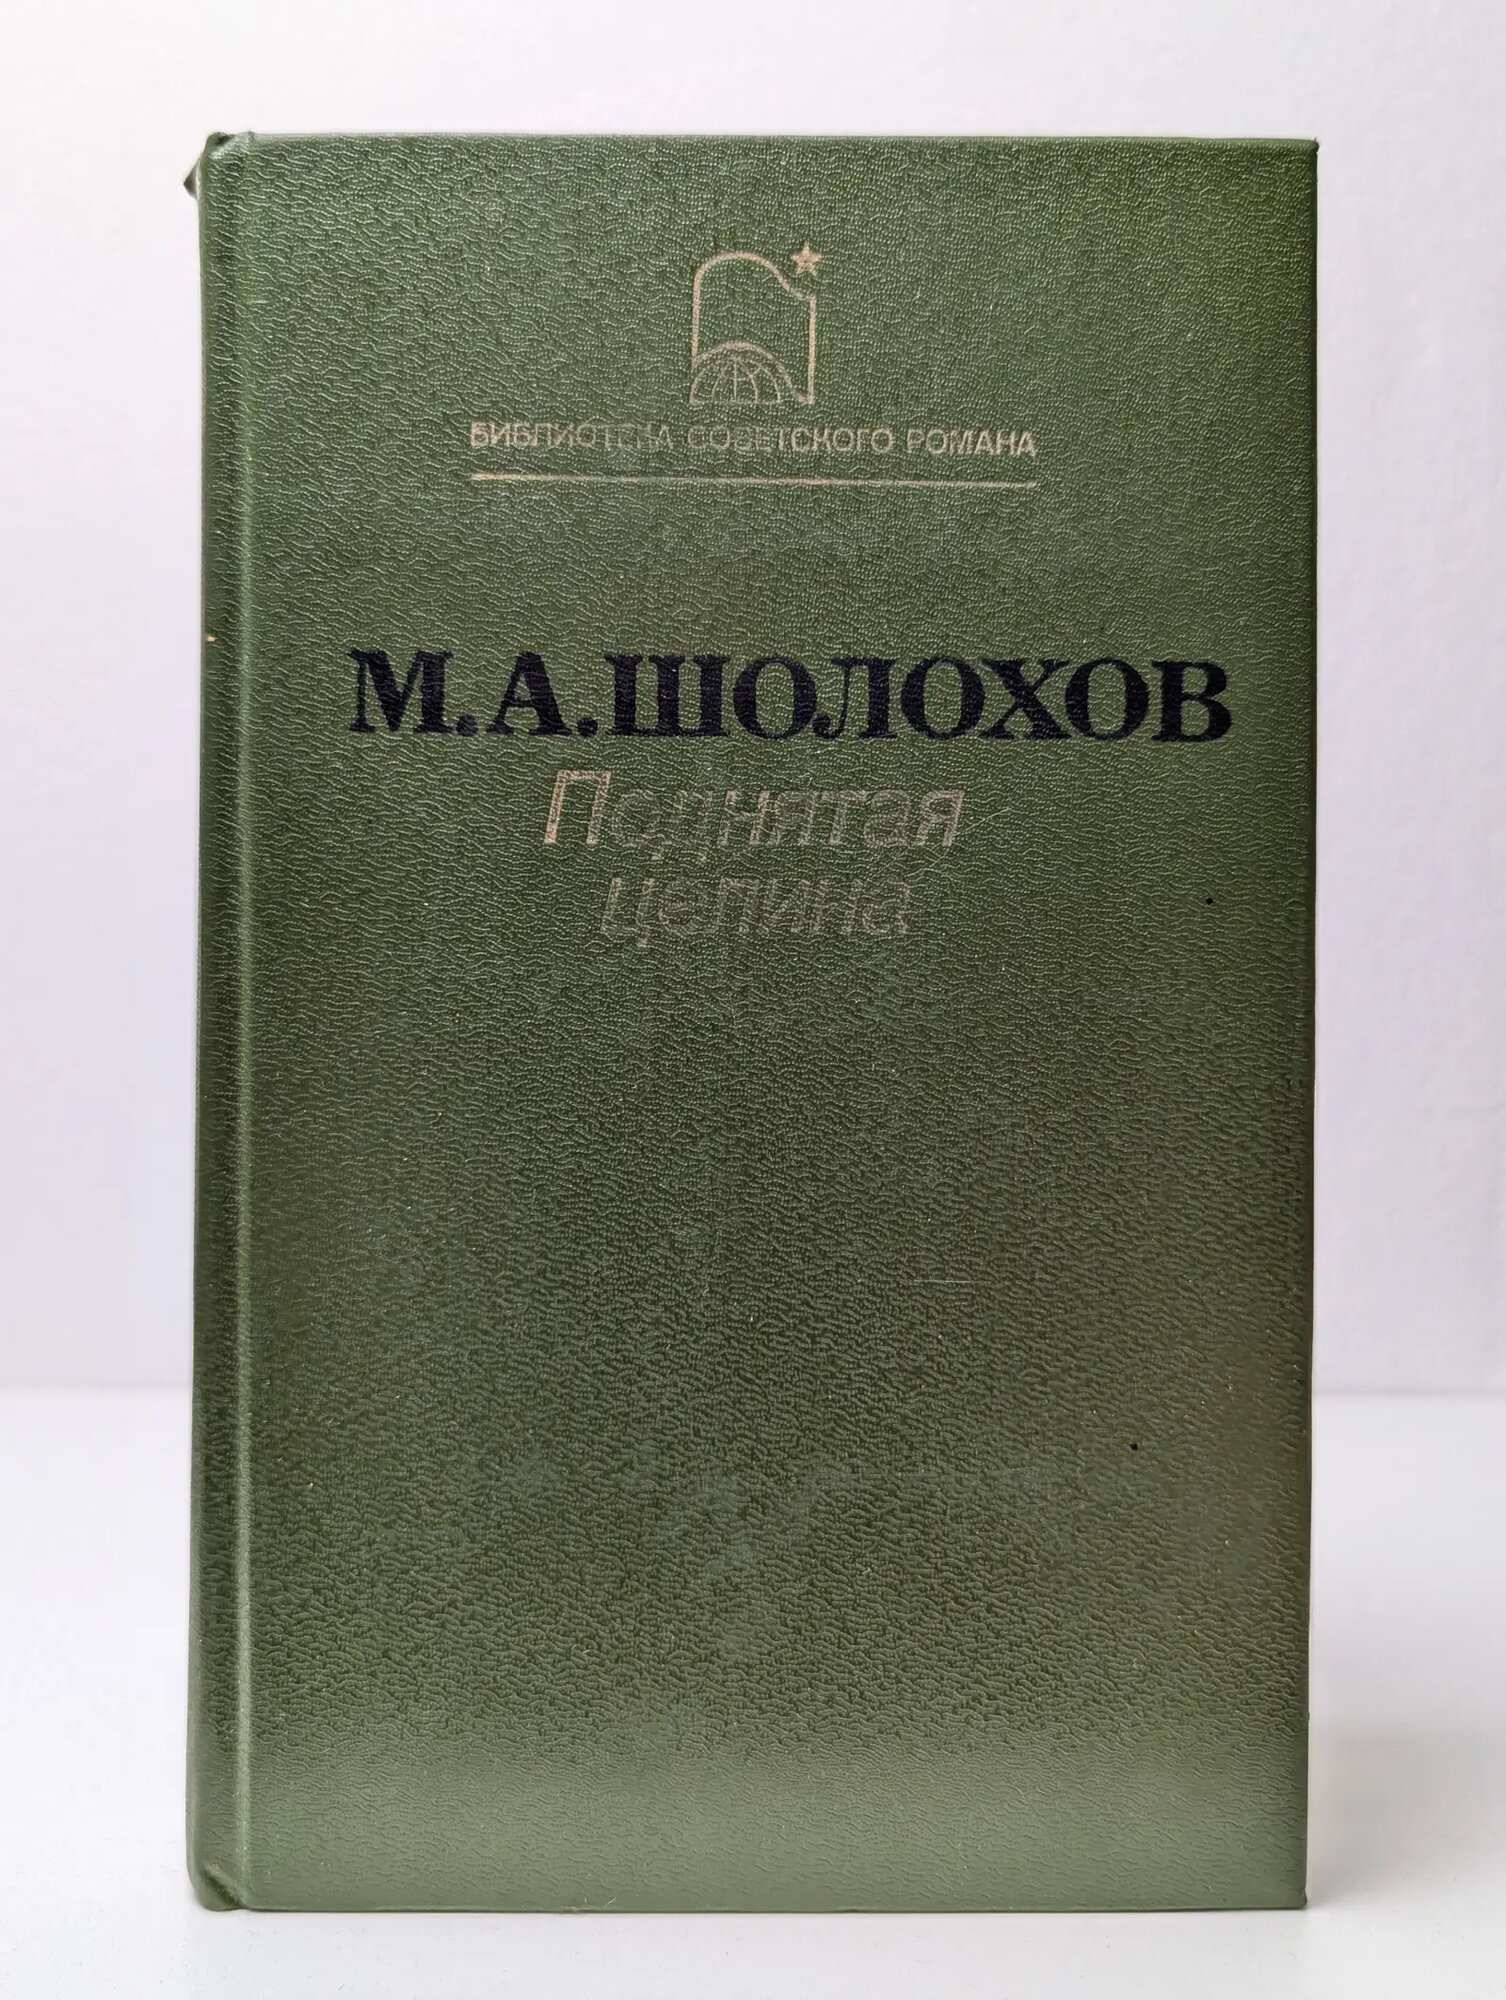 БИБЛИОТЕКА СОВЕТСКОГО РОМАНА
М.А.ШОЛОХОВ
Поднятая
целина